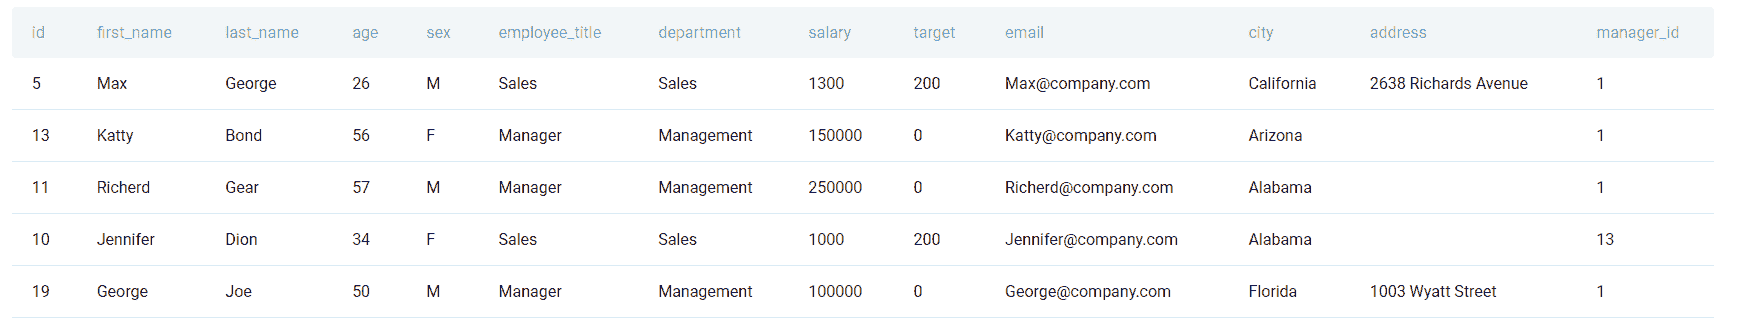 id first_name last_name age sex employee_title department salary target email city address manager_id
5 Max George 26 M Sales Sales 1300 200 Max@company.com California 2638 Richards Avenue 1
13 Katty Bond 56 F Manager Management 150000 0 Katty@company.com Arizona 1
11 Richerd Gear 57 M Manager Management 250000 0 Richerd@company.com Alabama 1
10 Jennifer Dion 34 F Sales Sales 1000 200 Jennifer@company.com Alabama 13
19 George Joe 50 M Manager Management 100000 0 George@company.com Florida 1003 Wyatt Street 1